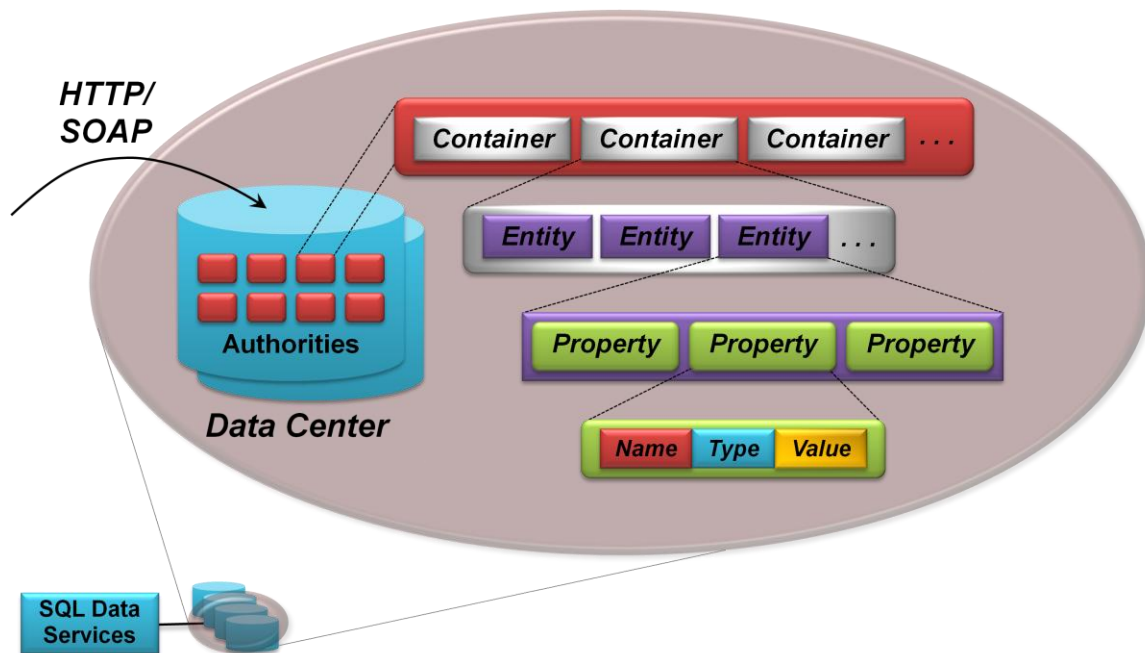 HTTP/
SOAP
Container Container Container ...
Entity Entity Entity ...
Authorities
Property Property Property
Data Center
Name Type Value
SQL Data
Services